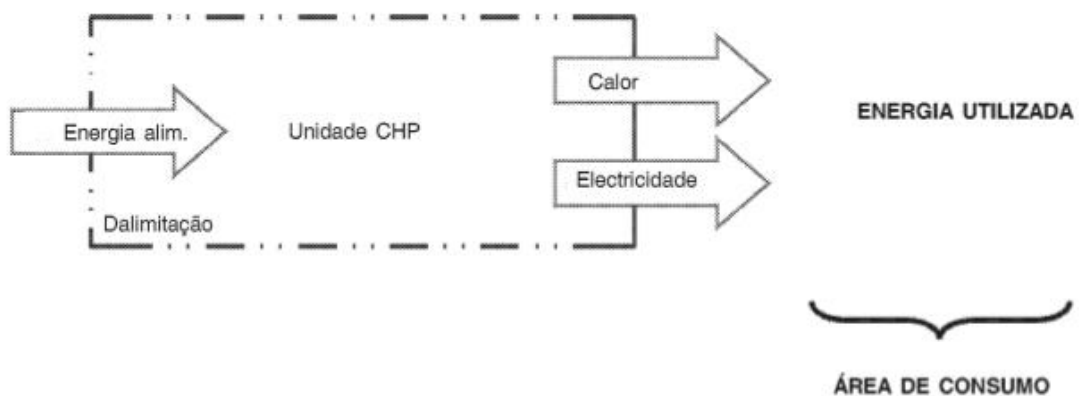 Calor
ENERGIA UTILIZADA
Energia alim.
Unidade CHP
Electricidade
Dalimitação
ÁREA DE CONSUMO